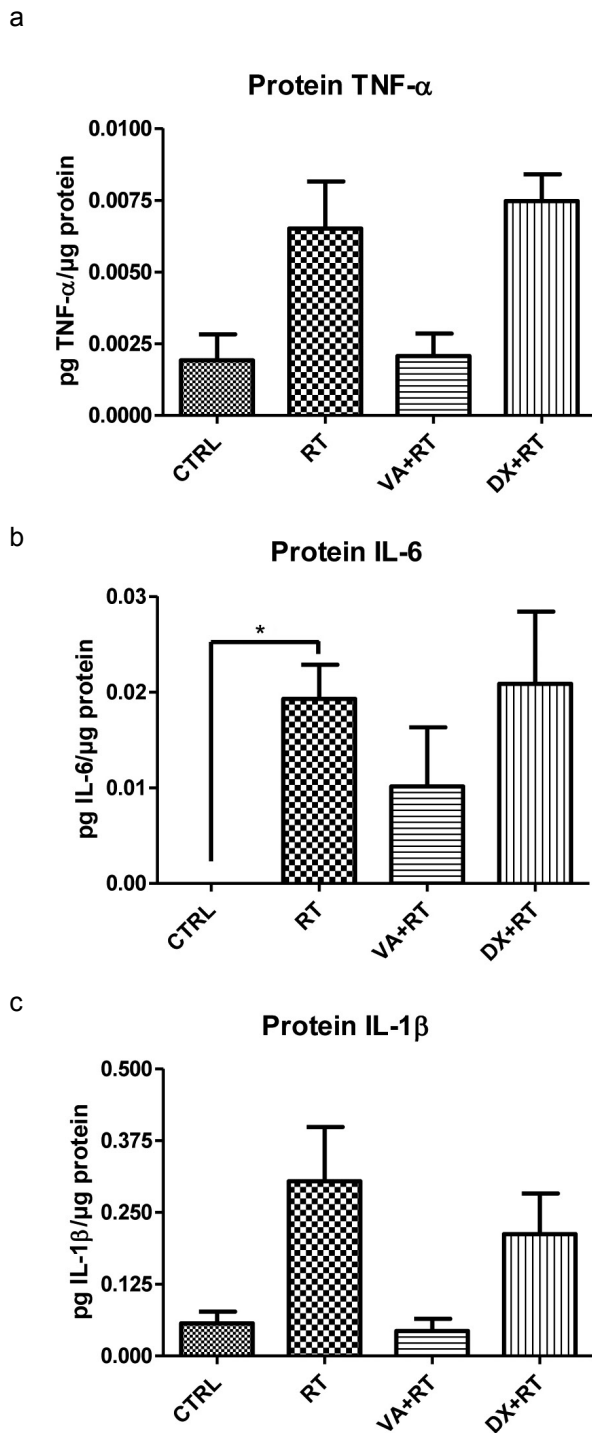 a
Protein TNF-α
pg TNF-α/µg protein
0.0100
0.0075
0.0050
0.0025
0.0000
CTRL
RT
VA+RT
DX+RT
b
Protein IL-6
pg IL-6/µg protein
0.03
0.02
0.01
0.00
*
CTRL
RT
VA+RT
DX+RT
c
Protein IL-1β
pg IL-1β/µg protein
0.500
0.375
0.250
0.125
0.000
CTRL
RT
VA+RT
DX+RT